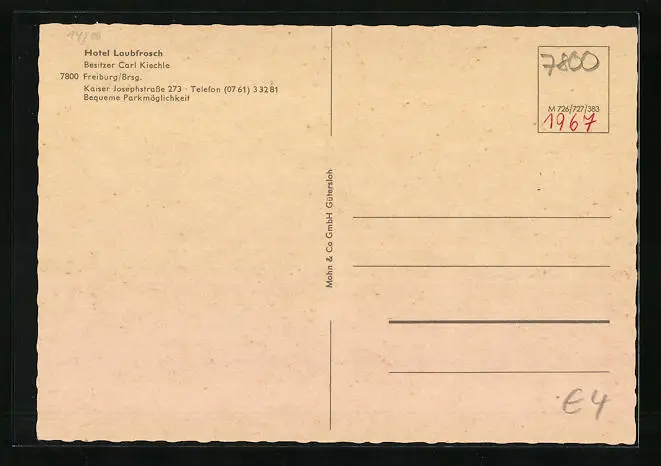 Hotel Laubfrosch
Besitzer Carl Kiechle
7800 Freiburg/Brsg.
Kaiser Josephstraße 273 · Telefon (07 61) 3 32 81
Bequeme Parkmöglichkeit
Mohn & Co GmbH Gütersloh
7800
M 726/727/383
1967
€4